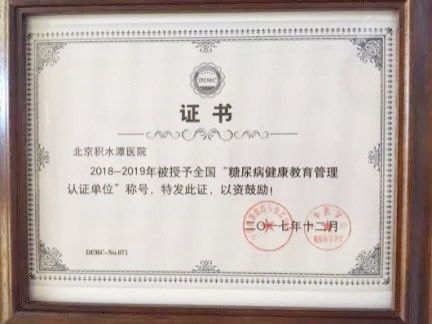 DEMC
证书
北京积水潭医院
2018-2019年被授予全国“糖尿病健康教育管理
认证单位”称号，特发此证，以资鼓励！
二〇一七年十二月
DEMC-No.071